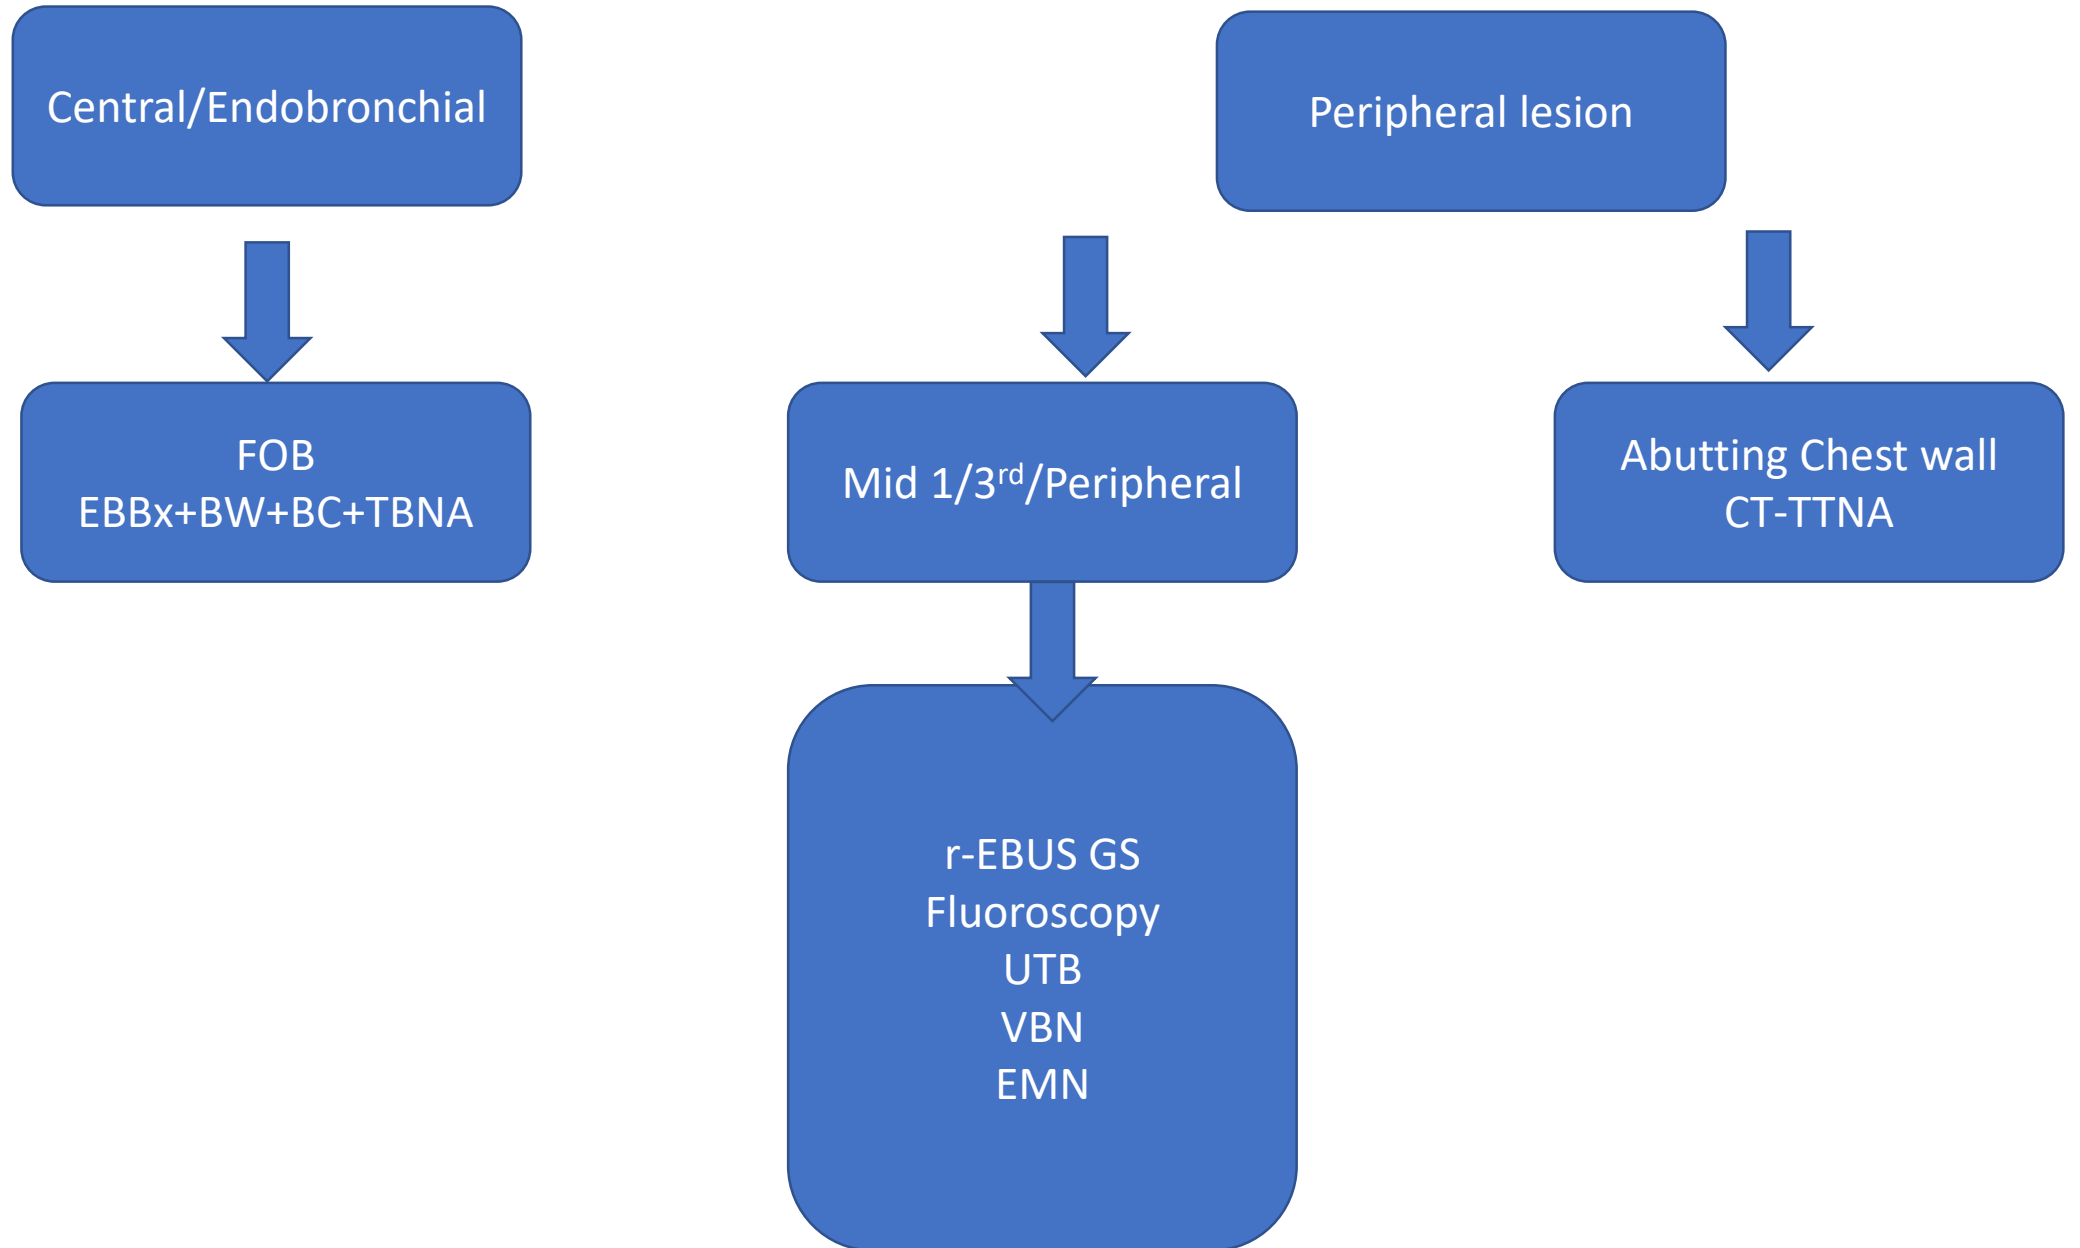 Central/Endobronchial
Peripheral lesion
FOB
EBBx+BW+BC+TBNA
Mid 1/3rd/Peripheral
Abutting Chest wall
CT-TTNA
r-EBUS GS
Fluoroscopy
UTB
VBN
EMN